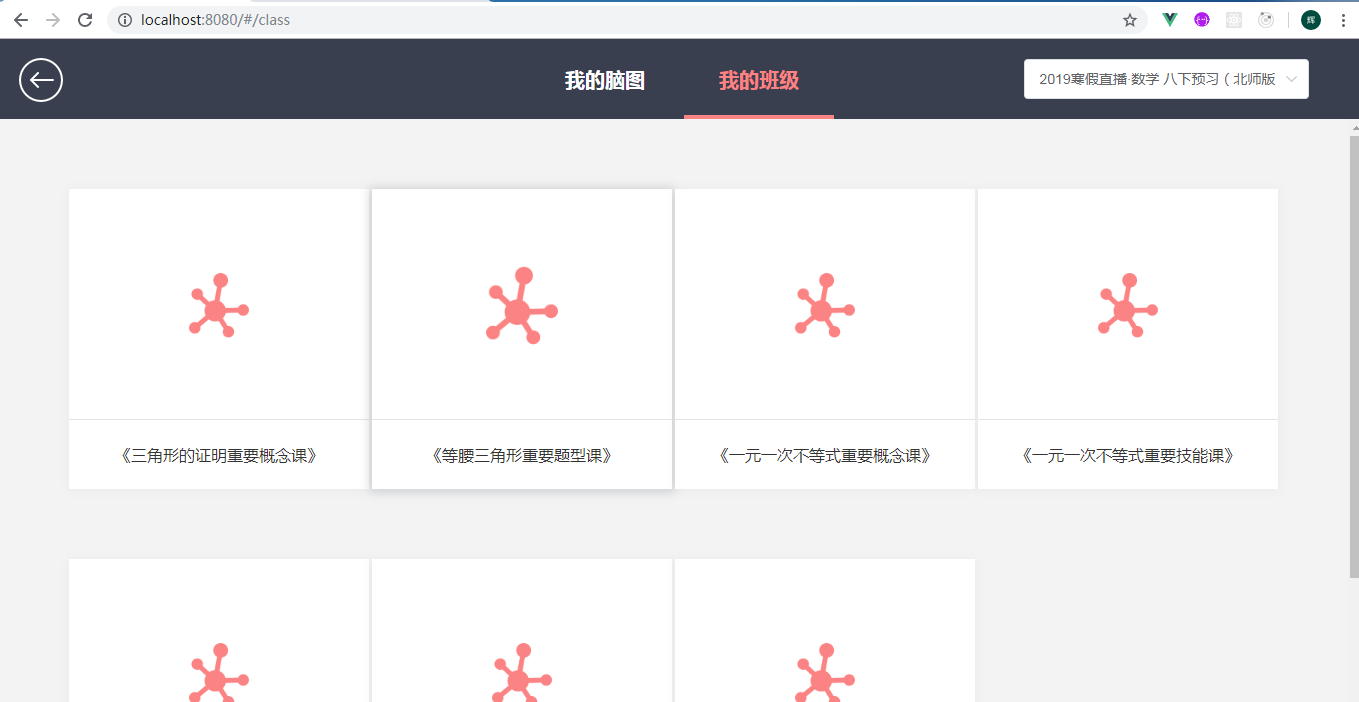 localhost:8080/#/class
辉
我的脑图
我的班级
2019寒假直播·数学 八下预习（北师版
《三角形的证明重要概念课》
《等腰三角形重要题型课》
《一元一次不等式重要概念课》
《一元一次不等式重要技能课》